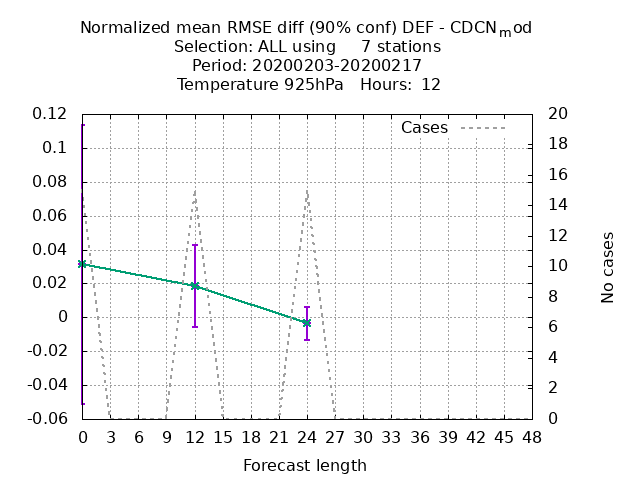 Normalized mean RMSE diff (90% conf) DEF - CDCNmod
Selection: ALL using     7 stations
Period: 20200203-20200217
Temperature 925hPa   Hours:  12
Cases
0.12
0.1
0.08
0.06
0.04
0.02
0
-0.02
-0.04
-0.06
20
18
16
14
12
10
8
6
4
2
0
No cases
0 3 6 9 12 15 18 21 24 27 30 33 36 39 42 45 48
Forecast length